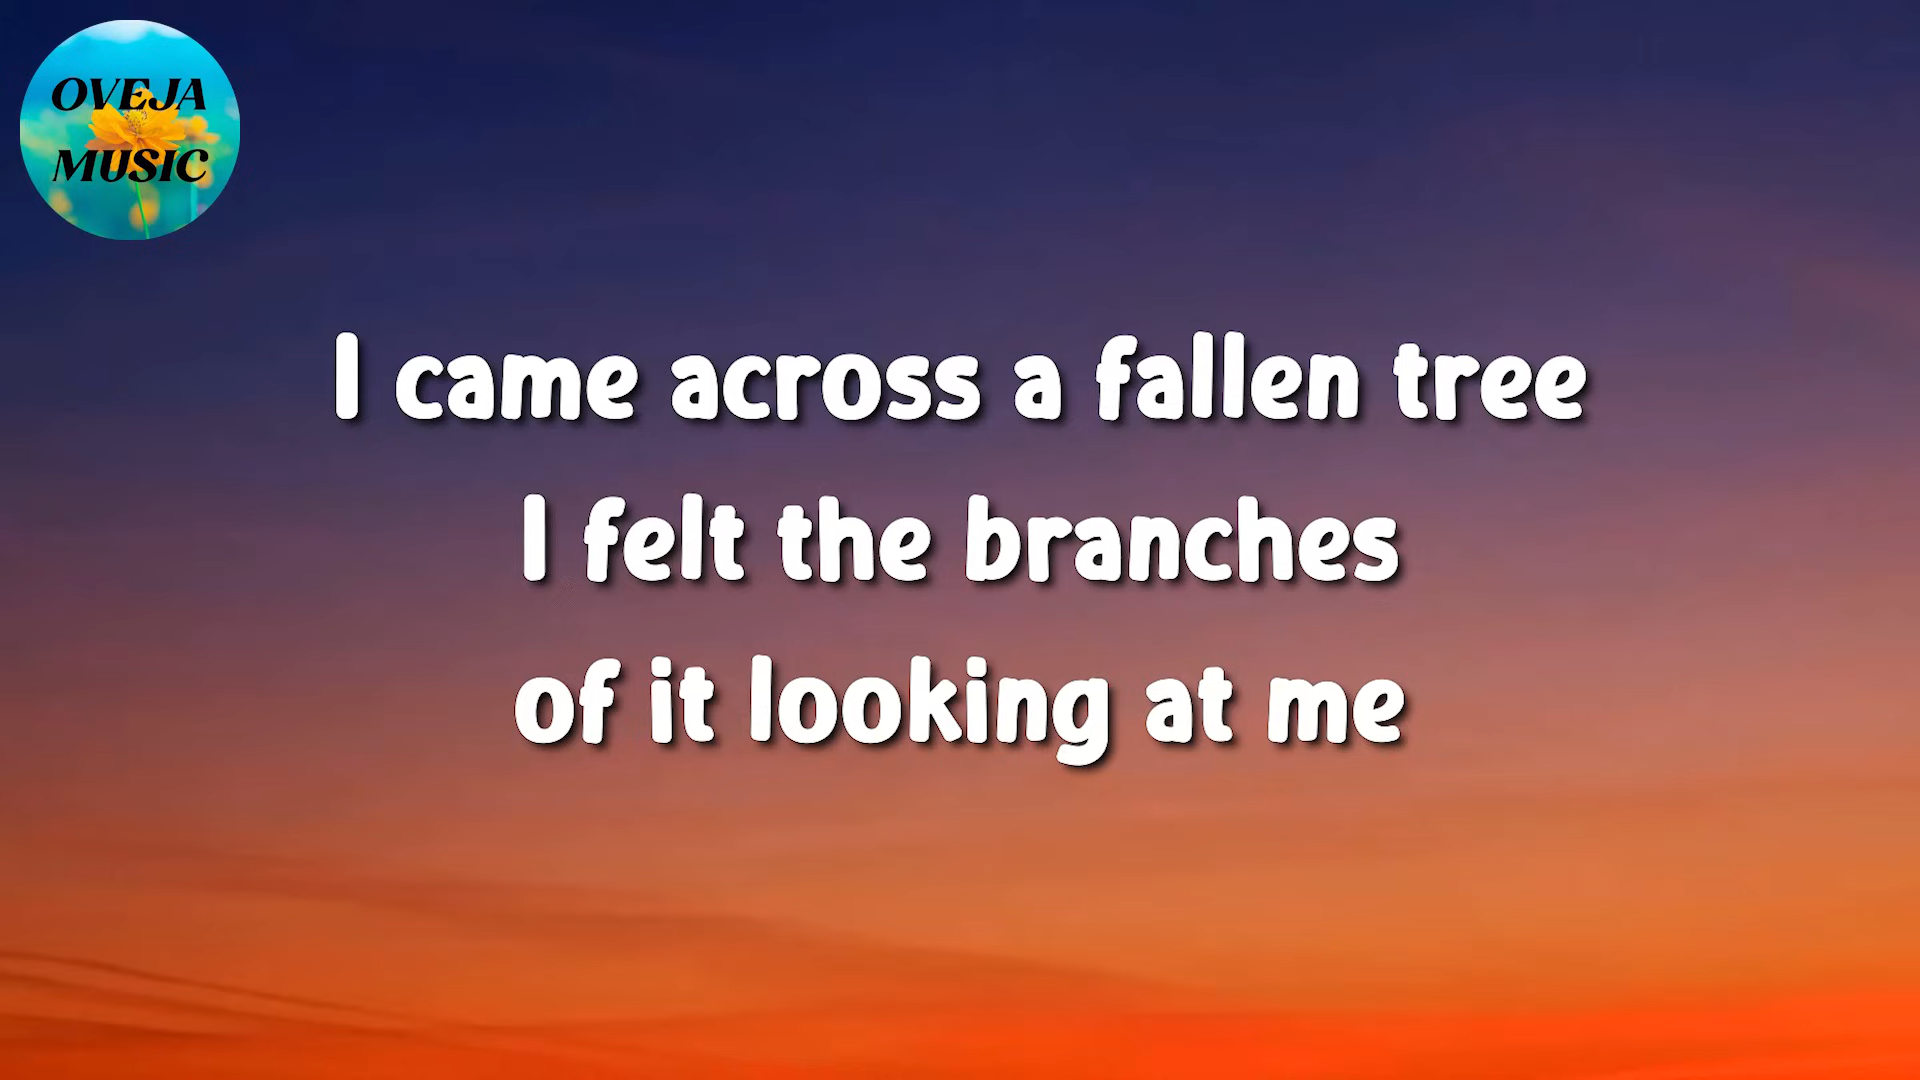 OVEJA
MUSIC
I came across a fallen tree
I felt the branches
of it looking at me